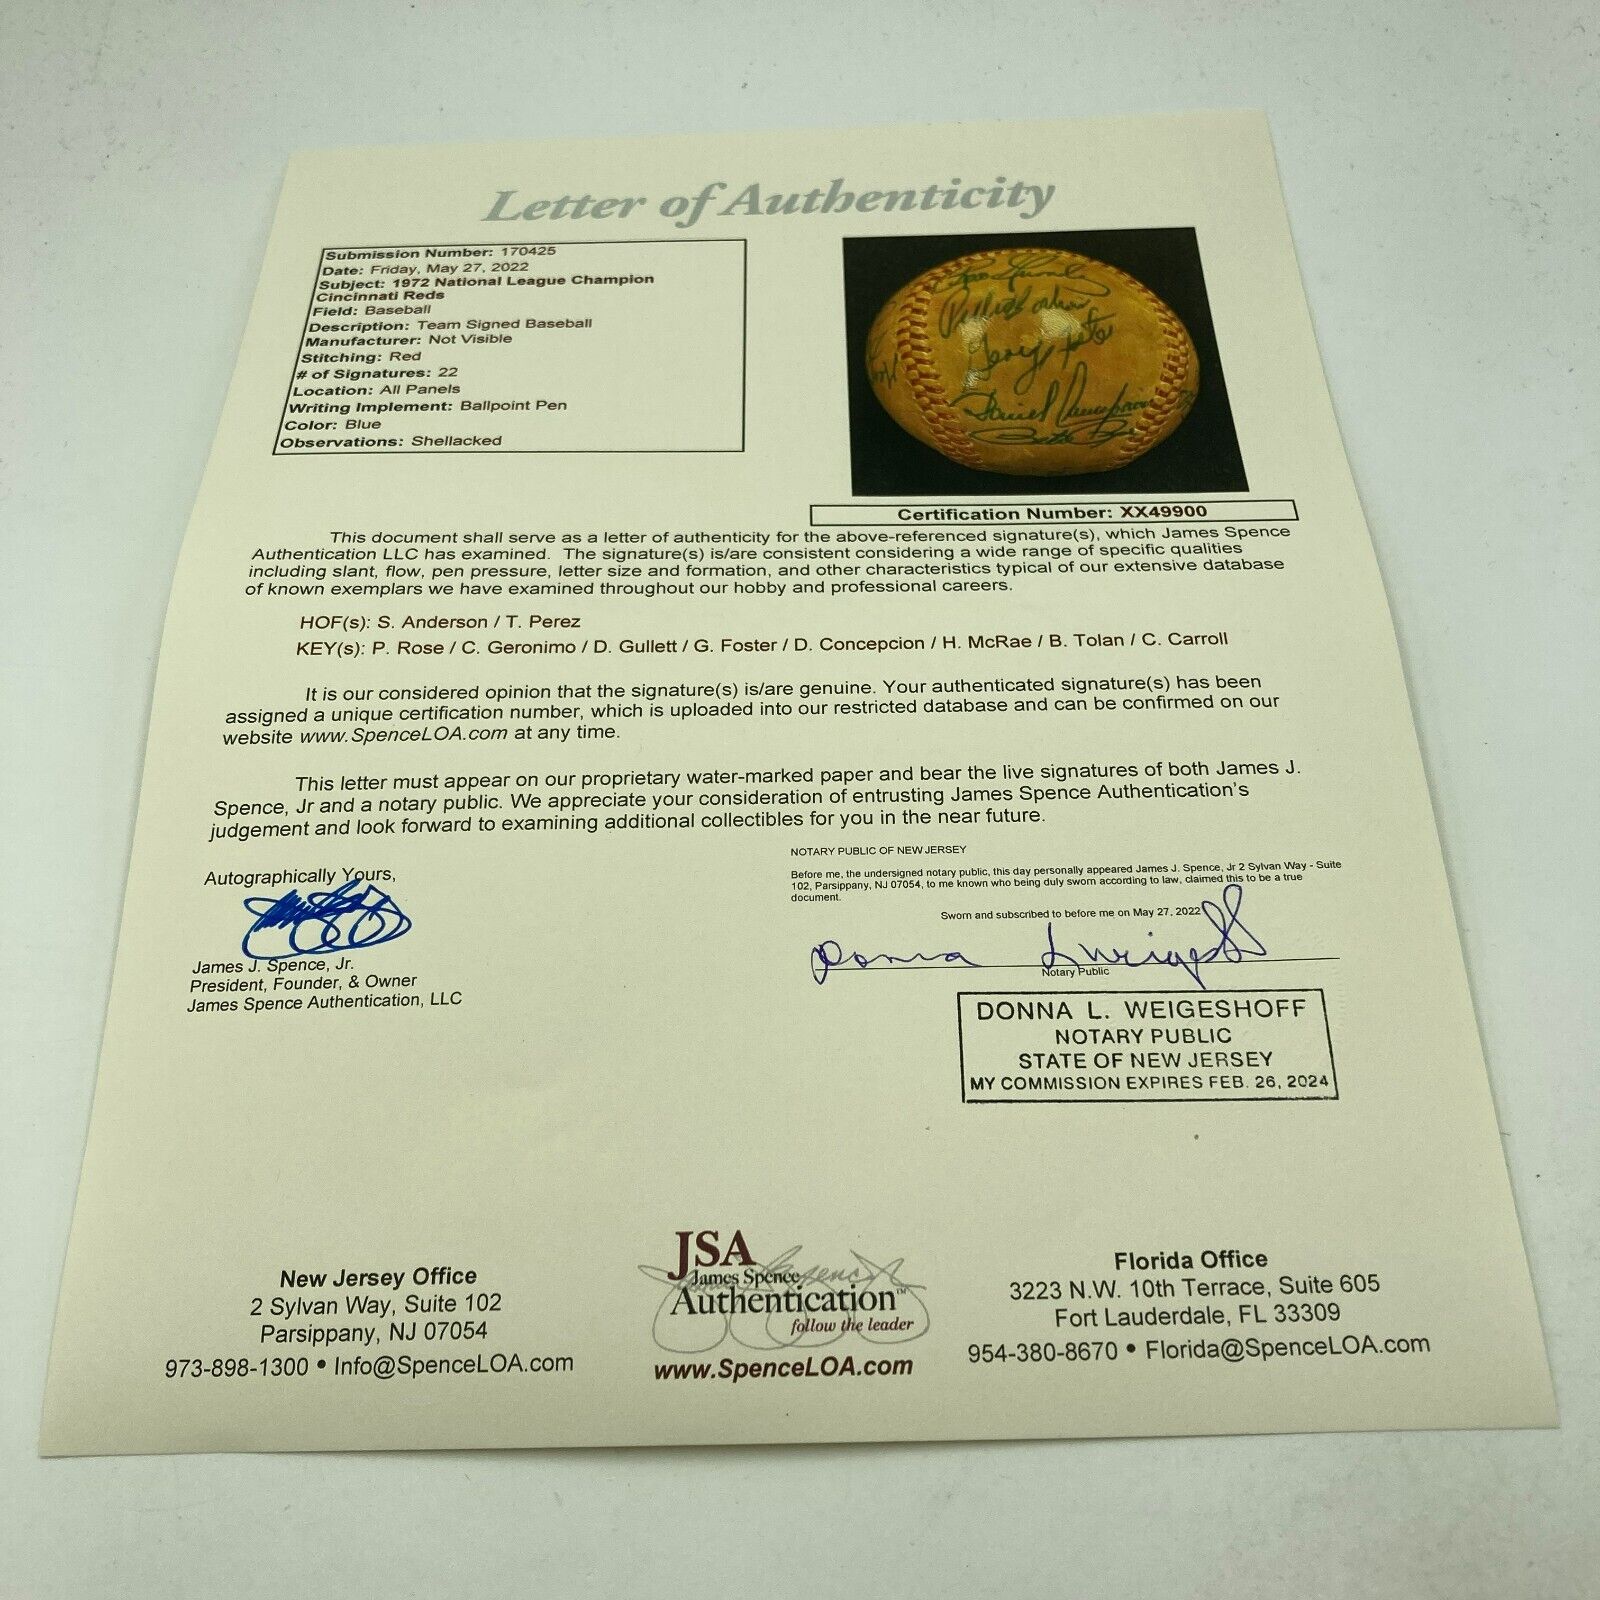 Letter of Authenticity
Submission Number: 170425
Date: Friday, May 27, 2022
Subject: 1972 National League Champion
Cincinnati Reds
Field: Baseball
Description: Team Signed Baseball
Manufacturer: Not Visible
Stitching: Red
# of Signatures: 22
Location: All Panels
Writing Implement: Ballpoint Pen
Color: Blue
Observations: Shellacked
George Foster
Certification Number: XX49900
This document shall serve as a letter of authenticity for the above-referenced signature(s), which James Spence
Authentication LLC has examined. The signature(s) is/are consistent considering a wide range of specific qualities
including slant, flow, pen pressure, letter size and formation, and other characteristics typical of our extensive database
of known exemplars we have examined throughout our hobby and professional careers.
HOF(s): S. Anderson / T. Perez
KEY(s): P. Rose / C. Geronimo / D. Gullett / G. Foster / D. Concepcion / H. McRae / B. Tolan / C. Carroll
It is our considered opinion that the signature(s) is/are genuine. Your authenticated signature(s) has been
assigned a unique certification number, which is uploaded into our restricted database and can be confirmed on our
website www.SpenceLOA.com at any time.
This letter must appear on our proprietary water-marked paper and bear the live signatures of both James J.
Spence, Jr and a notary public. We appreciate your consideration of entrusting James Spence Authentication's
judgement and look forward to examining additional collectibles for you in the near future.
Autographically Yours,
James J. Spence, Jr.
President, Founder, & Owner
James Spence Authentication, LLC
NOTARY PUBLIC OF NEW JERSEY
Before me, the undersigned notary public, this day personally appeared James J. Spence, Jr 2 Sylvan Way - Suite
102, Parsippany, NJ 07054, to me known who being duly sworn according to law, claimed this to be a true
document.
Sworn and subscribed to before me on May 27, 2022
Donna L Weigeshoff
Notary Public
DONNA L. WEIGESHOFF
NOTARY PUBLIC
STATE OF NEW JERSEY
MY COMMISSION EXPIRES FEB. 26, 2024
New Jersey Office
2 Sylvan Way, Suite 102
Parsippany, NJ 07054
973-898-1300 • Info@SpenceLOA.com
JSA
James Spence
Authentication™
follow the leader
www.SpenceLOA.com
Florida Office
3223 N.W. 10th Terrace, Suite 605
Fort Lauderdale, FL 33309
954-380-8670 • Florida@SpenceLOA.com